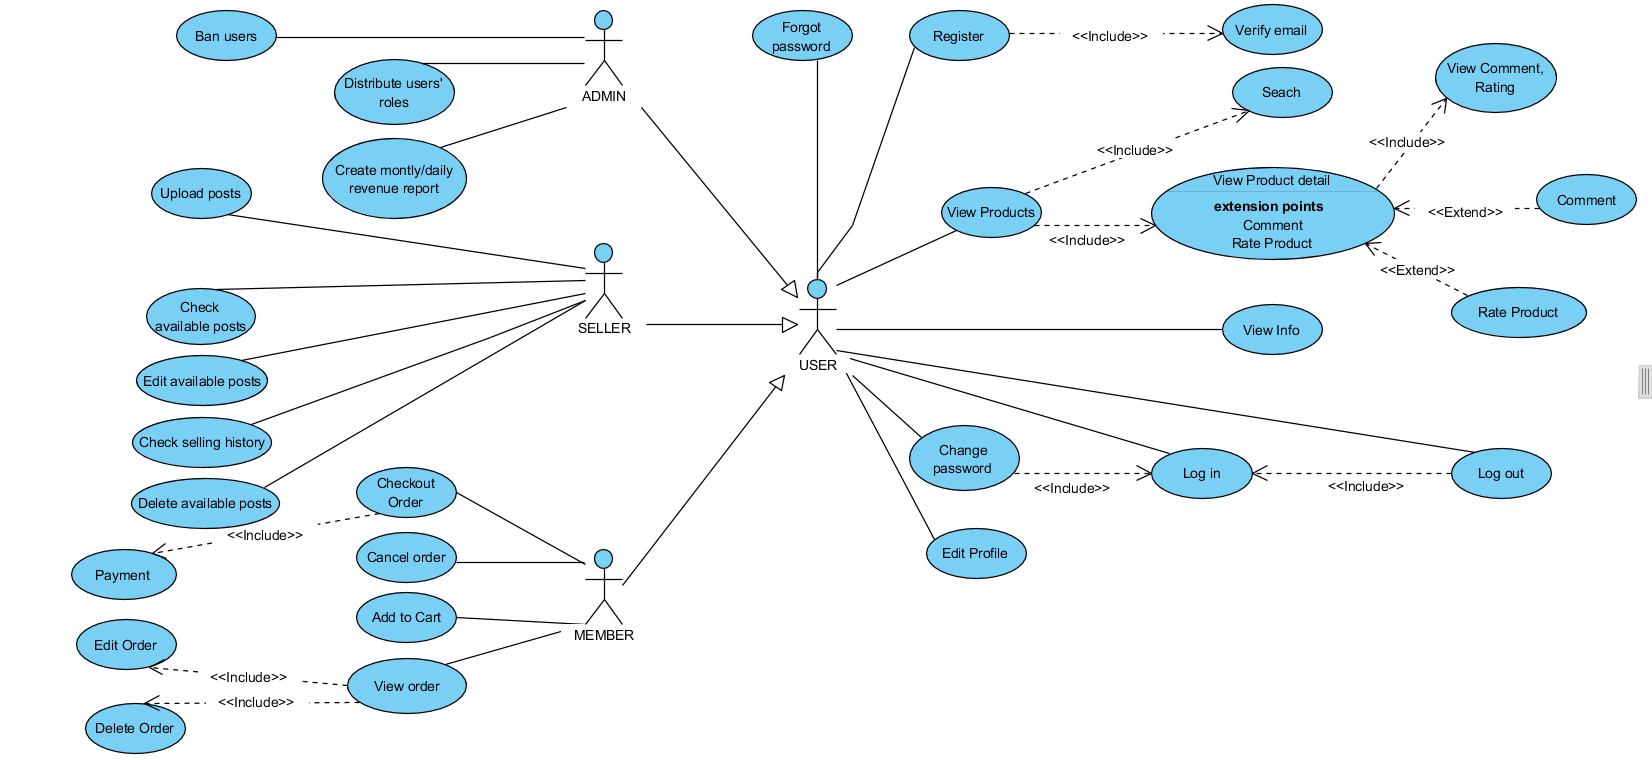 Ban users
Distribute users'
roles
ADMIN
Create montly/daily
revenue report
Upload posts
Check
available posts
Edit available posts
Check selling history
Delete available posts
SELLER
Checkout
Order
<<Include>>
Payment
Cancel order
Add to Cart
MEMBER
Edit Order
<<Include>>
View order
<<Include>>
Delete Order
Forgot
password
Register
<<Include>>
Verify email
Seach
<<Include>>
View Products
<<Include>>
View Product detail
extension points
Comment
Rate Product
View Comment,
Rating
<<Include>>
<<Extend>>
Comment
<<Extend>>
Rate Product
USER
View Info
Change
password
<<Include>>
Log in
<<Include>>
Log out
Edit Profile